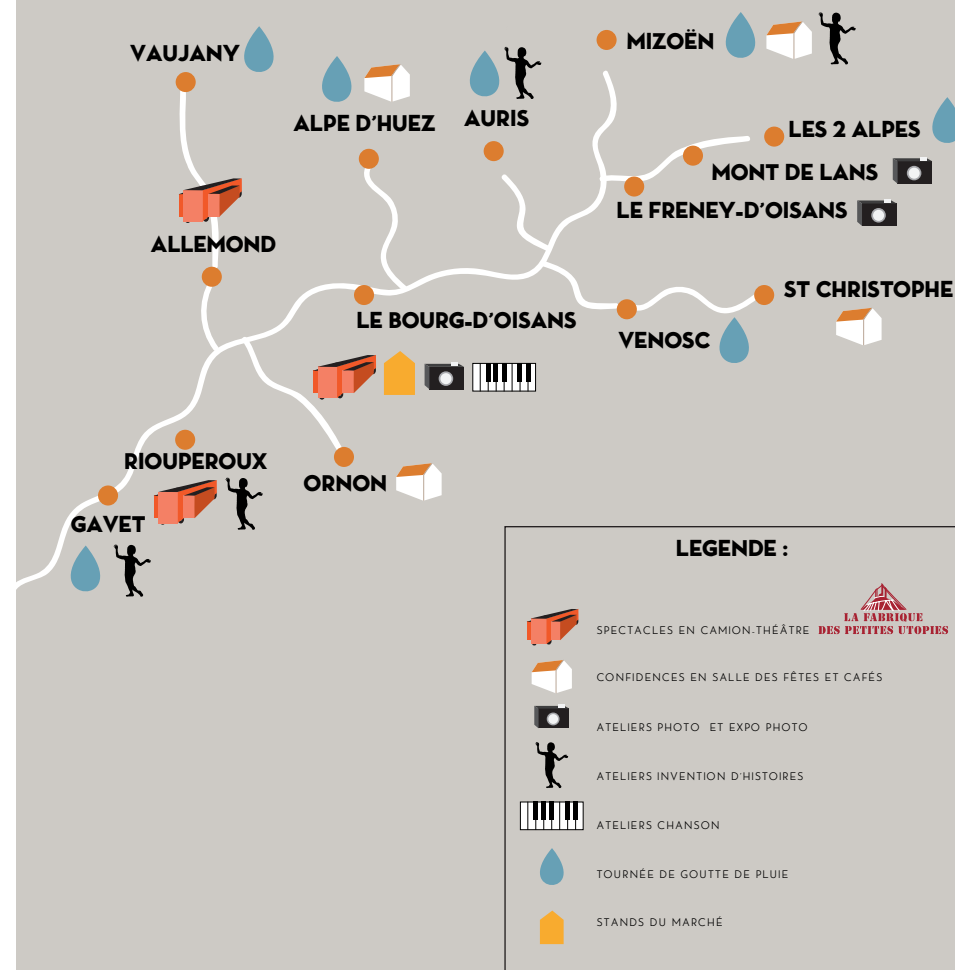 MIZOËN
VAUJANY
ALPE D'HUEZ
AURIS
LES 2 ALPES
MONT DE LANS
LE FRENEY-D'OISANS
ALLEMOND
ST CHRISTOPHE
LE BOURG-D'OISANS
VENOSC
RIOUPEROUX
ORNON
GAVET
LEGENDE :
SPECTACLES EN CAMION-THÉÂTRE
LA FABRIQUE
DES PETITES UTOPIES
CONFIDENCES EN SALLE DES FÊTES ET CAFÉS
ATELIERS PHOTO ET EXPO PHOTO
ATELIERS INVENTION D'HISTOIRES
ATELIERS CHANSON
TOURNÉE DE GOUTTE DE PLUIE
STANDS DU MARCHÉ